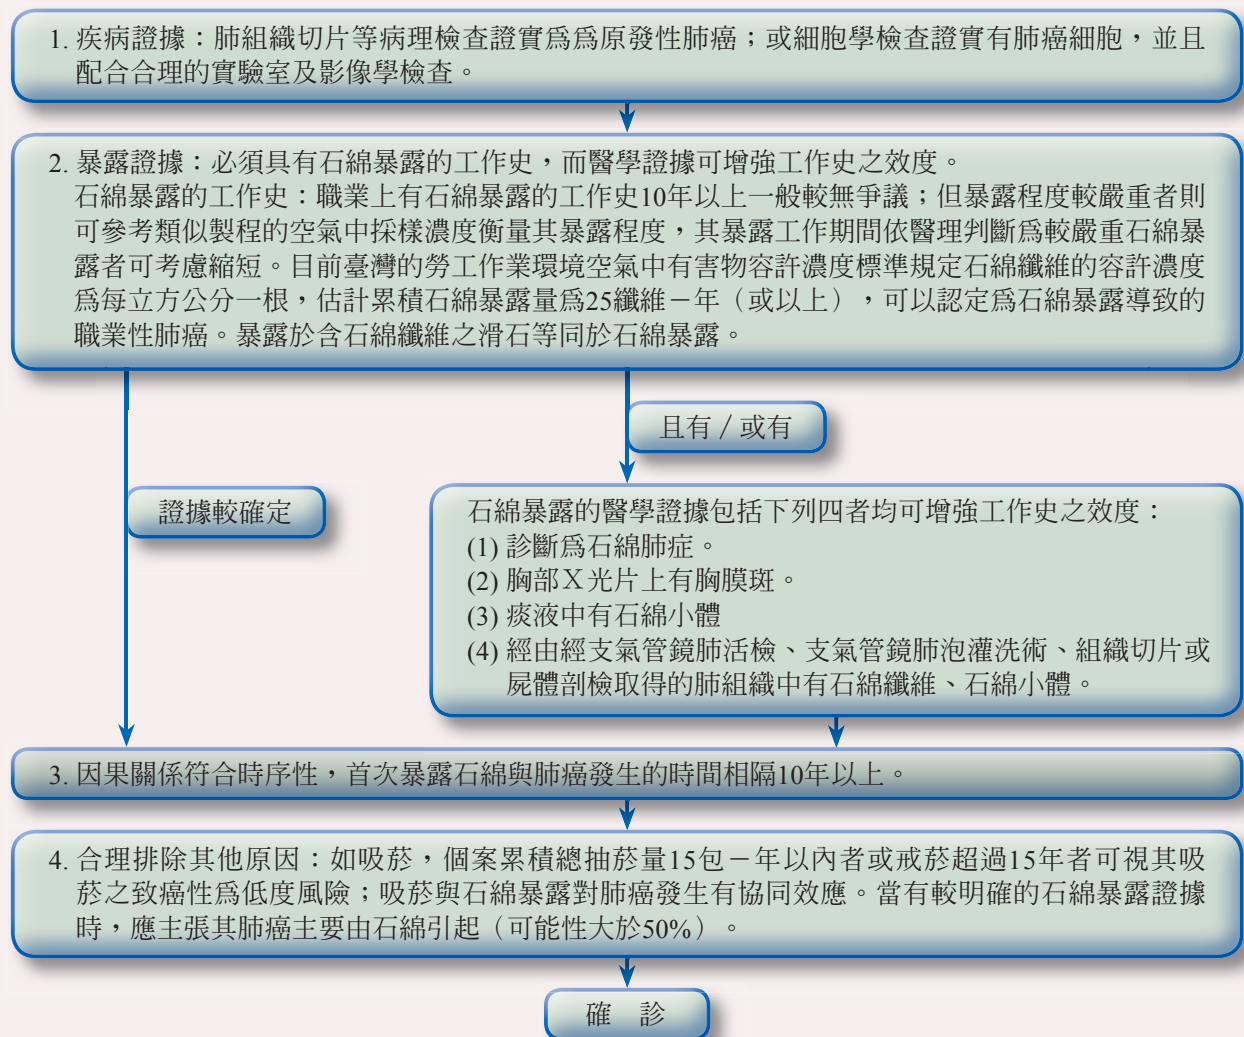 1. 疾病證據：肺組織切片等病理檢查證實爲爲原發性肺癌；或細胞學檢查證實有肺癌細胞，並且
配合合理的實驗室及影像學檢查。
2. 暴露證據：必須具有石綿暴露的工作史，而醫學證據可增強工作史之效度。
石綿暴露的工作史：職業上有石綿暴露的工作史10年以上一般較無爭議；但暴露程度較嚴重者則
可參考類似製程的空氣中採樣濃度衡量其暴露程度，其暴露工作期間依醫理判斷爲較嚴重石綿暴
露者可考慮縮短。目前臺灣的勞工作業環境空氣中有害物容許濃度標準規定石綿纖維的容許濃度
爲每立方公分一根，估計累積石綿暴露量爲25纖維－年（或以上），可以認定爲石綿暴露導致的
職業性肺癌。暴露於含石綿纖維之滑石等同於石綿暴露。
且有／或有
證據較確定
石綿暴露的醫學證據包括下列四者均可增強工作史之效度：
(1) 診斷爲石綿肺症。
(2) 胸部Ｘ光片上有胸膜斑。
(3) 痰液中有石綿小體
(4) 經由經支氣管鏡肺活檢、支氣管鏡肺泡灌洗術、組織切片或
屍體剖檢取得的肺組織中有石綿纖維、石綿小體。
3. 因果關係符合時序性，首次暴露石綿與肺癌發生的時間相隔10年以上。
4. 合理排除其他原因：如吸菸，個案累積總抽菸量15包－年以內者或戒菸超過15年者可視其吸
菸之致癌性爲低度風險；吸菸與石綿暴露對肺癌發生有協同效應。當有較明確的石綿暴露證據
時，應主張其肺癌主要由石綿引起（可能性大於50%）。
確　診